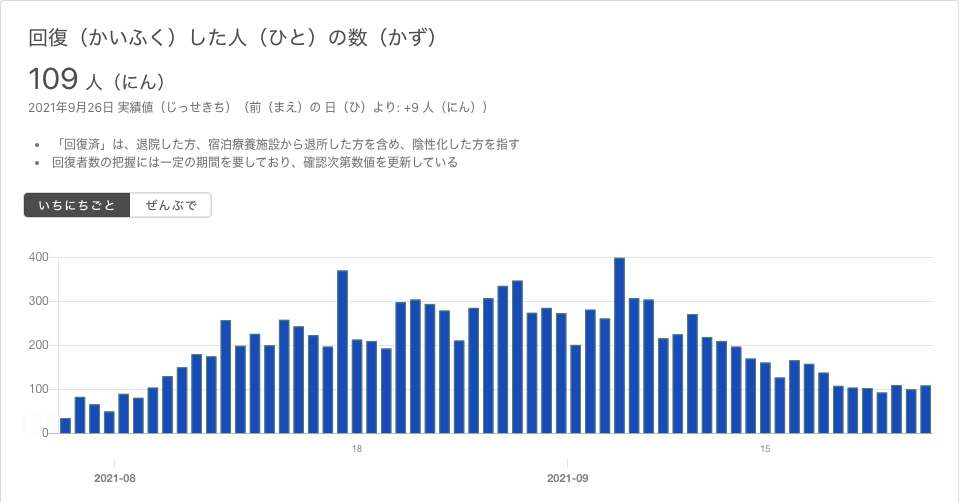 回復（かいふく）した人（ひと）の数（かず）
109 人（にん）
2021年9月26日 実績値（じっせきち）（前（まえ）の 日（ひ）より: +9 人（にん））
• 「回復済」は、退院した方、宿泊療養施設から退所した方を含め、陰性化した方を指す
• 回復者数の把握には一定の期間を要しており、確認次第数値を更新している
いちにちごと ぜんぶで
400
300
200
100
0
18 15
2021-08 2021-09